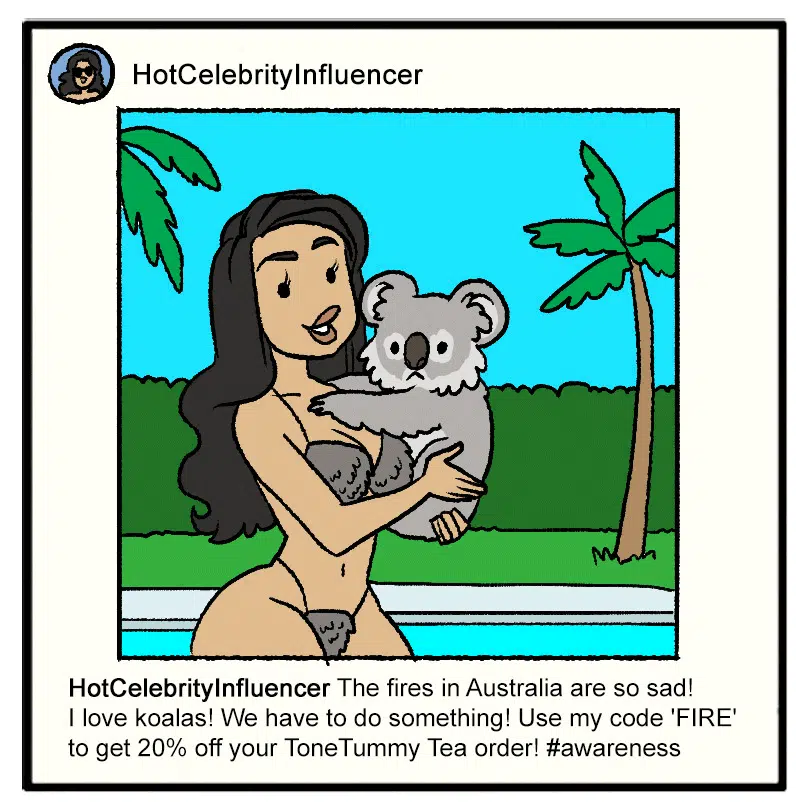 HotCelebrityInfluencer
HotCelebrityInfluencer The fires in Australia are so sad!
I love koalas! We have to do something! Use my code 'FIRE'
to get 20% off your ToneTummy Tea order! #awareness